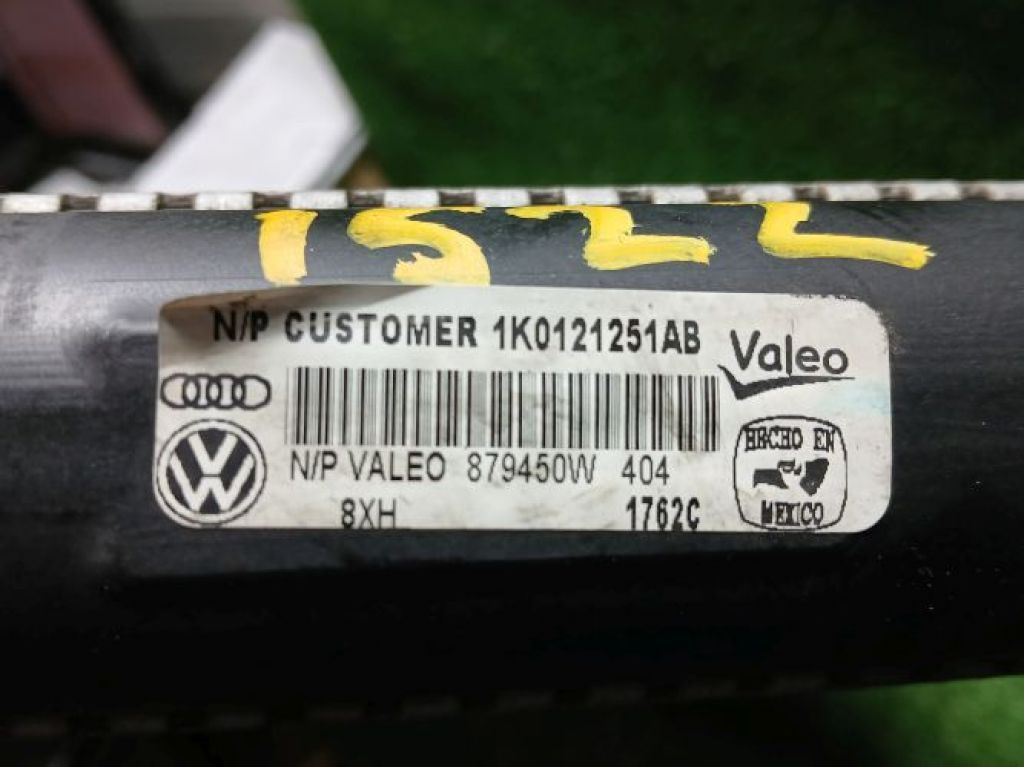 1522
N/P CUSTOMER 1K0121251AB
Valeo
N/P VALEO 879450W 404
8XH 1762C
HECHO EN
MEXICO